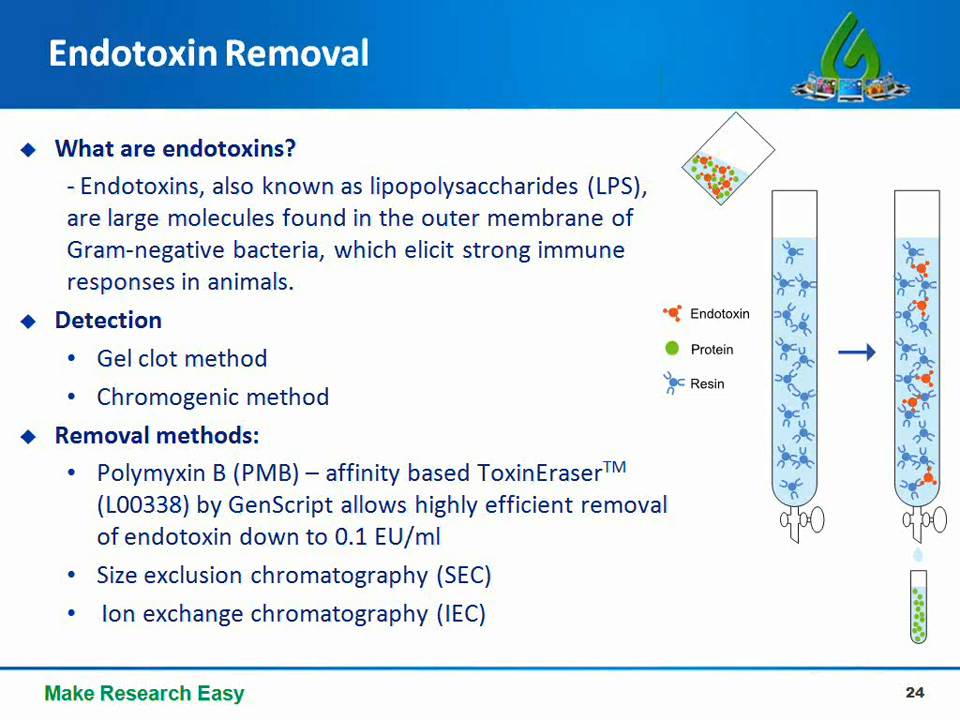 Endotoxin Removal
What are endotoxins?
- Endotoxins, also known as lipopolysaccharides (LPS),
are large molecules found in the outer membrane of
Gram-negative bacteria, which elicit strong immune
responses in animals.
Detection
• Gel clot method
• Chromogenic method
Removal methods:
• Polymyxin B (PMB) – affinity based ToxinEraser™
(L00338) by GenScript allows highly efficient removal
of endotoxin down to 0.1 EU/ml
• Size exclusion chromatography (SEC)
• Ion exchange chromatography (IEC)
Endotoxin
Protein
Resin
Make Research Easy
24